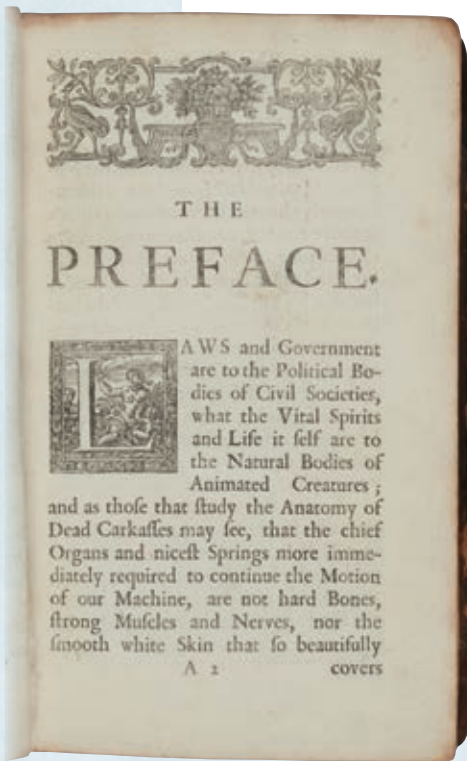 THE
PREFACE.
LAWS and Government
are to the Political Bo-
dies of Civil Societies,
what the Vital Spirits
and Life it self are to
the Natural Bodies of
Animated Creatures;
and as thoſe that ſtudy the Anatomy of
Dead Carkaſſes may ſee, that the chief
Organs and niceſt Springs more imme-
diately required to continue the Motion
of our Machine, are not hard Bones,
ſtrong Muſcles and Nerves, nor the
ſmooth white Skin that ſo beautifully
A 2 covers